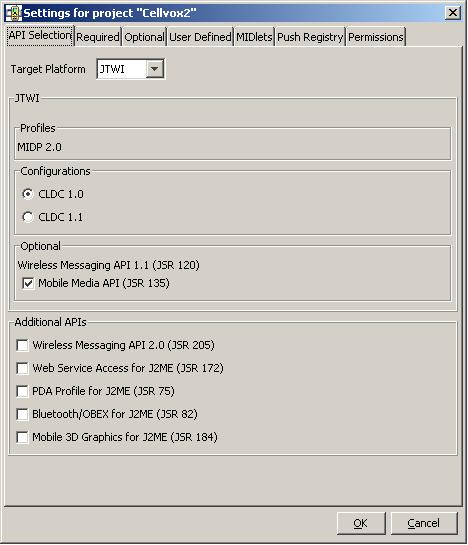 Settings for project "Cellvox2"
API Selection Required Optional User Defined MIDlets Push Registry Permissions
Target Platform JTWI
JTWI
Profiles
MIDP 2.0
Configurations
CLDC 1.0
CLDC 1.1
Optional
Wireless Messaging API 1.1 (JSR 120)
Mobile Media API (JSR 135)
Additional APIs
Wireless Messaging API 2.0 (JSR 205)
Web Service Access for J2ME (JSR 172)
PDA Profile for J2ME (JSR 75)
Bluetooth/OBEX for J2ME (JSR 82)
Mobile 3D Graphics for J2ME (JSR 184)
OK Cancel